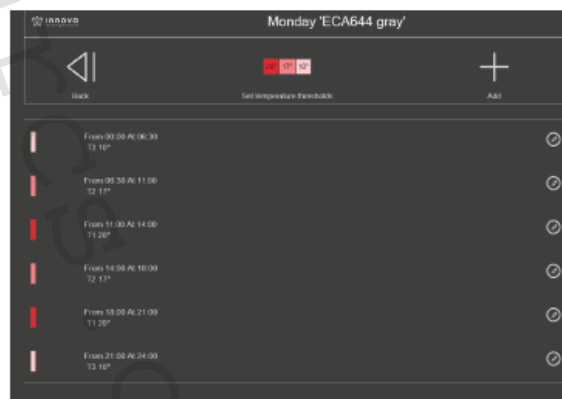 INNOVA
Monday 'ECA644 gray'
20° 17° 10°
Back
Set temperature thresholds
Add
From 00:00 At 06:30
T3 10°
From 06:30 At 11:00
T2 17°
From 11:00 At 14:00
T1 20°
From 14:00 At 18:00
T2 17°
From 18:00 At 21:00
T1 20°
From 21:00 At 24:00
T3 10°